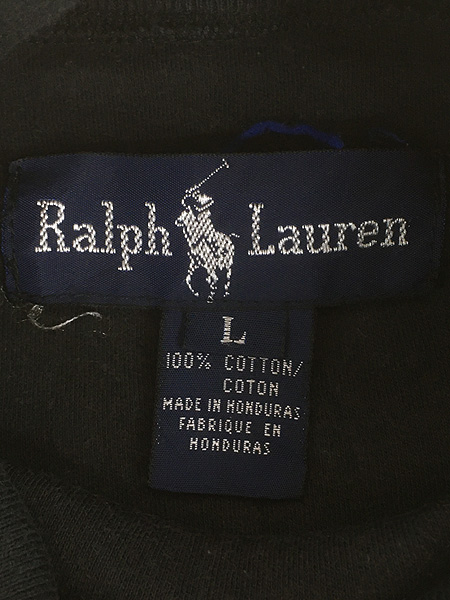 Ralph Lauren
L
100% COTTON/
COTON
MADE IN HONDURAS
FABRIQUE EN
HONDURAS